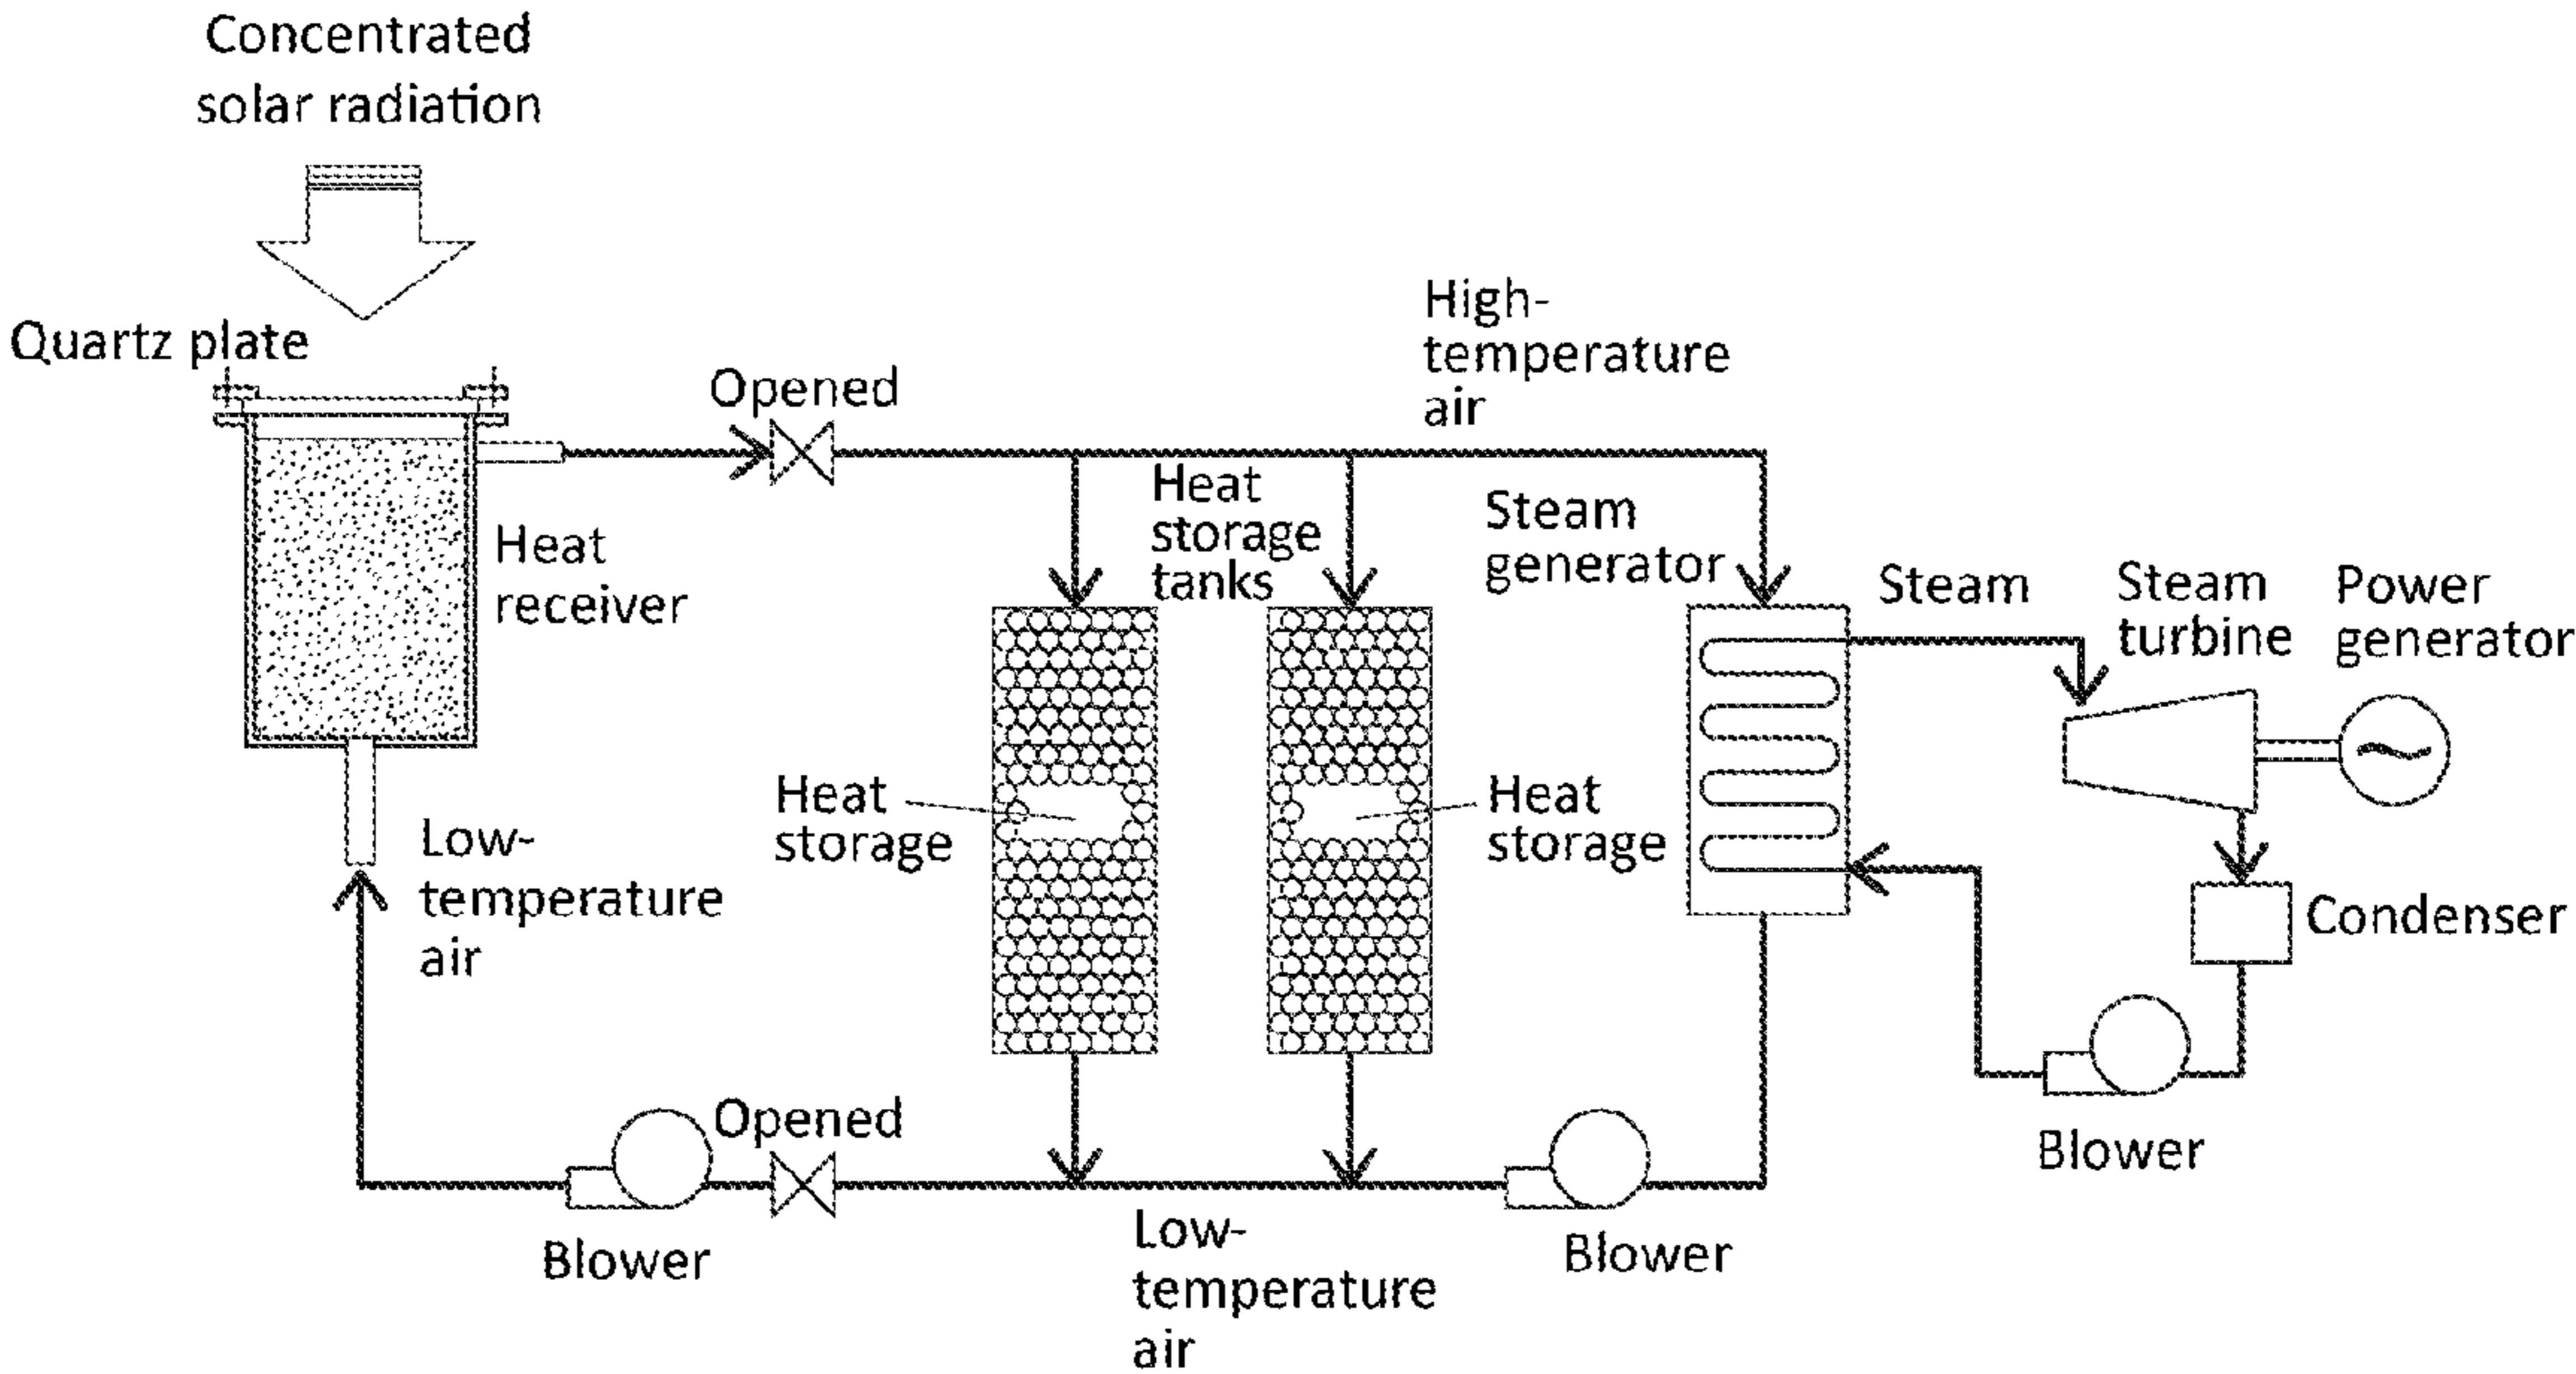 Concentrated
solar radiation
Quartz plate
Opened
High-
temperature
air
Heat
receiver
Heat
storage
tanks
Steam
generator
Steam
Steam
turbine
Power
generator
Heat
storage
Heat
storage
Low-
temperature
air
Condenser
Opened
Blower
Blower
Blower
Low-
temperature
air